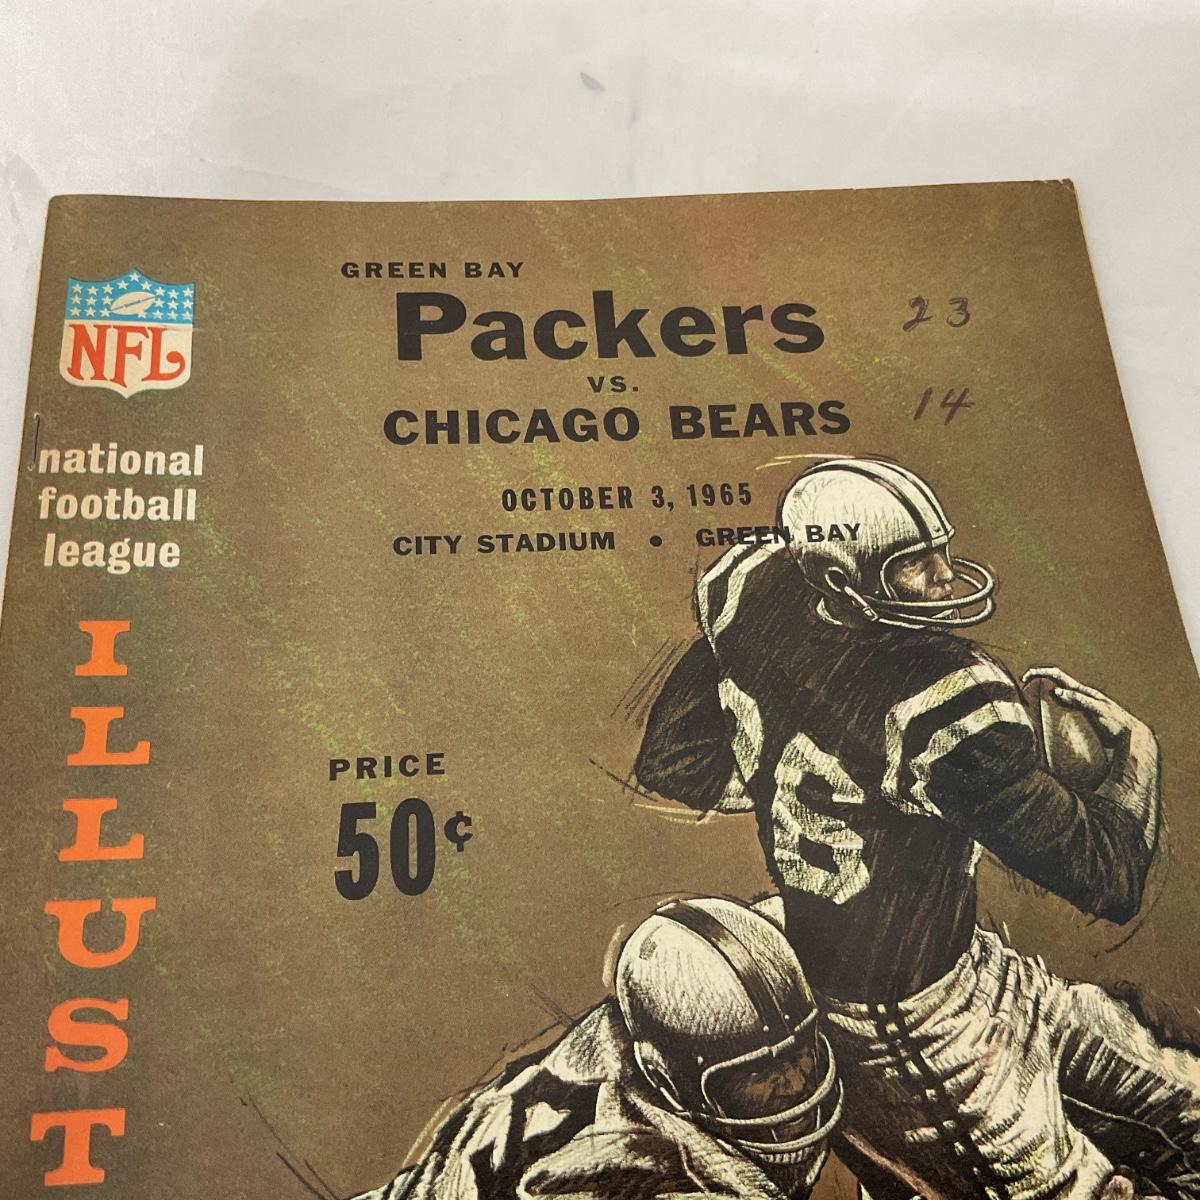 GREEN BAY
Packers 23
VS.
CHICAGO BEARS 14
OCTOBER 3, 1965
CITY STADIUM • GREEN BAY
NFL
national
football
league
I
L
L
U
S
T
PRICE
50¢
6